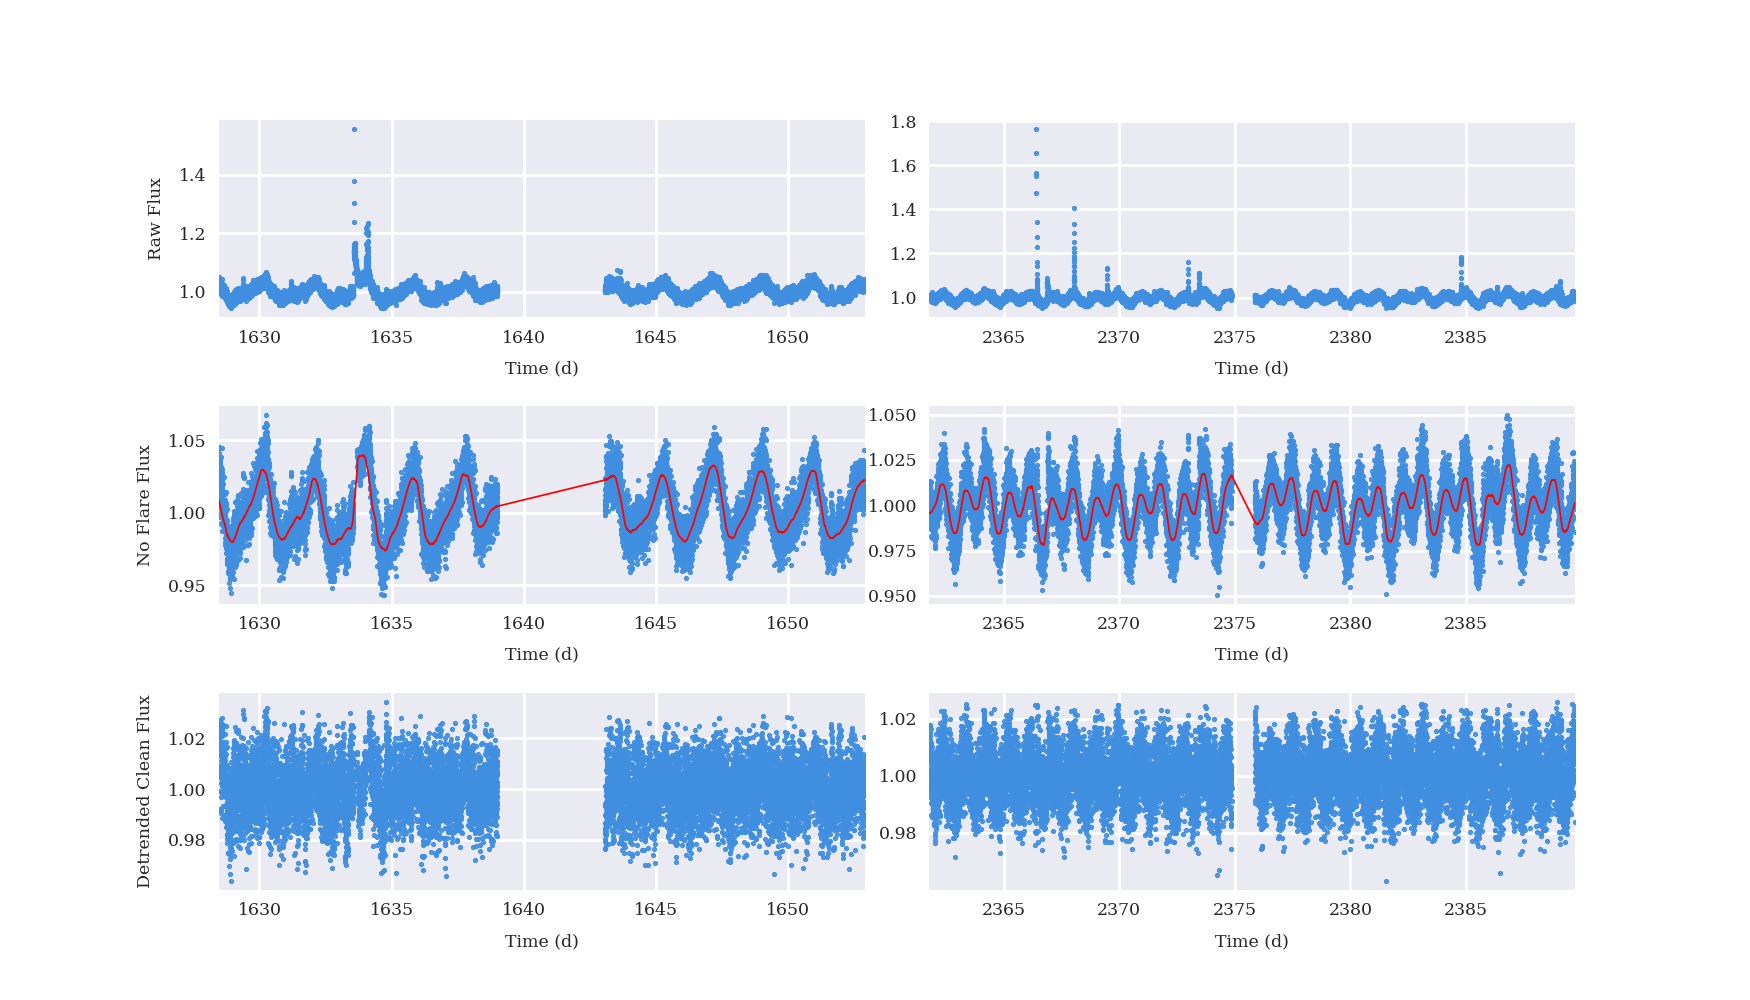 Raw Flux
1.4
1.2
1.0
1630 1635 1640 1645 1650
Time (d)
1.8
1.6
1.4
1.2
1.0
2365 2370 2375 2380 2385
Time (d)
No Flare Flux
1.05
1.00
0.95
1630 1635 1640 1645 1650
Time (d)
1.050
1.025
1.000
0.975
0.950
2365 2370 2375 2380 2385
Time (d)
Detrended Clean Flux
1.02
1.00
0.98
1630 1635 1640 1645 1650
Time (d)
1.02
1.00
0.98
2365 2370 2375 2380 2385
Time (d)